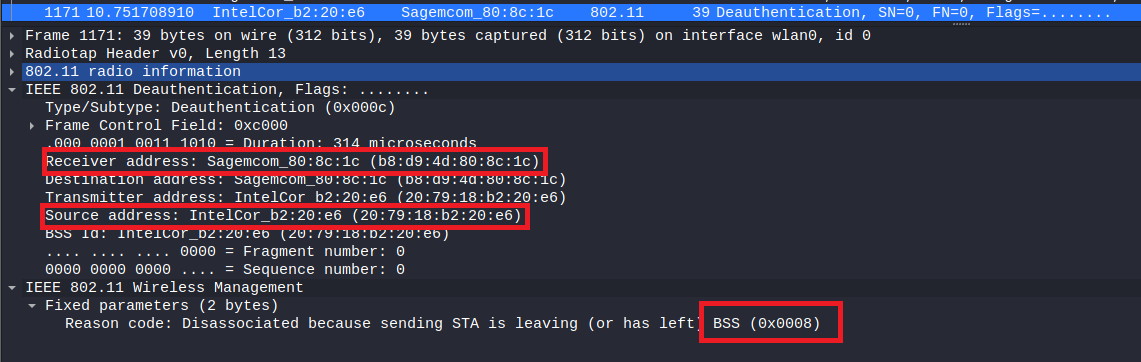 1171 10.751708910 IntelCor_b2:20:e6 Sagemcom_80:8c:1c 802.11 39 Deauthentication, SN=0, FN=0, Flags=........
Frame 1171: 39 bytes on wire (312 bits), 39 bytes captured (312 bits) on interface wlan0, id 0
Radiotap Header v0, Length 13
802.11 radio information
IEEE 802.11 Deauthentication, Flags: ........
Type/Subtype: Deauthentication (0x000c)
Frame Control Field: 0xc000
.000 0001 0011 1010 = Duration: 314 microseconds
Receiver address: Sagemcom_80:8c:1c (b8:d9:4d:80:8c:1c)
Destination address: Sagemcom_80:8c:1c (b8:d9:4d:80:8c:1c)
Transmitter address: IntelCor_b2:20:e6 (20:79:18:b2:20:e6)
Source address: IntelCor_b2:20:e6 (20:79:18:b2:20:e6)
BSS Id: IntelCor_b2:20:e6 (20:79:18:b2:20:e6)
.... .... .... 0000 = Fragment number: 0
0000 0000 0000 .... = Sequence number: 0
IEEE 802.11 Wireless Management
Fixed parameters (2 bytes)
Reason code: Disassociated because sending STA is leaving (or has left) BSS (0x0008)